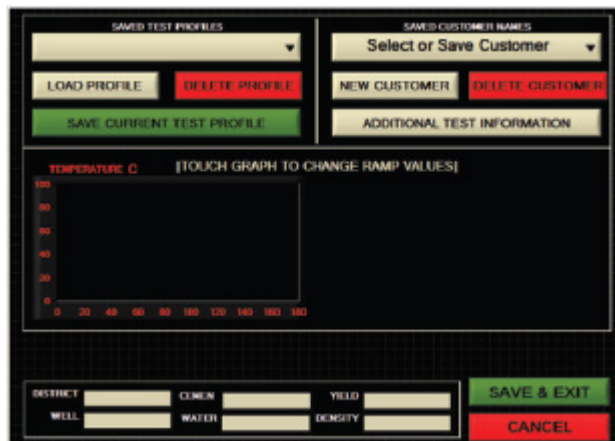 SAVED TEST PROFILES
SAVED CUSTOMER NAMES
Select or Save Customer
LOAD PROFILE
DELETE PROFILE
NEW CUSTOMER
DELETE CUSTOMER
SAVE CURRENT TEST PROFILE
ADDITIONAL TEST INFORMATION
TEMPERATURE C
[TOUCH GRAPH TO CHANGE RAMP VALUES]
100
80
60
40
20
0
0 20 40 60 80 100 120 140 160 180
DISTRICT
CEMEN
YIELD
SAVE & EXIT
WELL
WATER
DENSITY
CANCEL